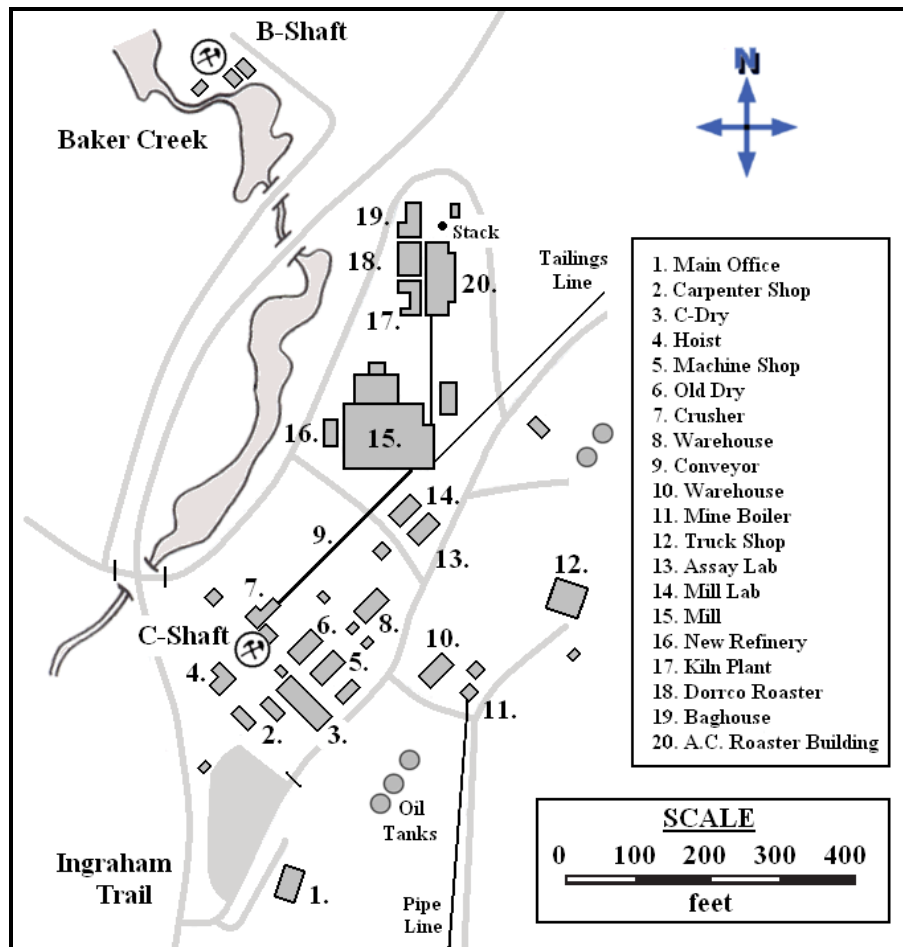 B-Shaft
N
Baker Creek
19.
Stack
18.
20.
Tailings
Line
17.
16.
15.
14.
9.
13.
12.
7.
C-Shaft
6.
8.
5.
10.
4.
11.
2.
3.
Oil
Tanks
Ingraham
Trail
1.
Pipe
Line
1. Main Office
2. Carpenter Shop
3. C-Dry
4. Hoist
5. Machine Shop
6. Old Dry
7. Crusher
8. Warehouse
9. Conveyor
10. Warehouse
11. Mine Boiler
12. Truck Shop
13. Assay Lab
14. Mill Lab
15. Mill
16. New Refinery
17. Kiln Plant
18. Dorrco Roaster
19. Baghouse
20. A.C. Roaster Building
SCALE
0 100 200 300 400
feet